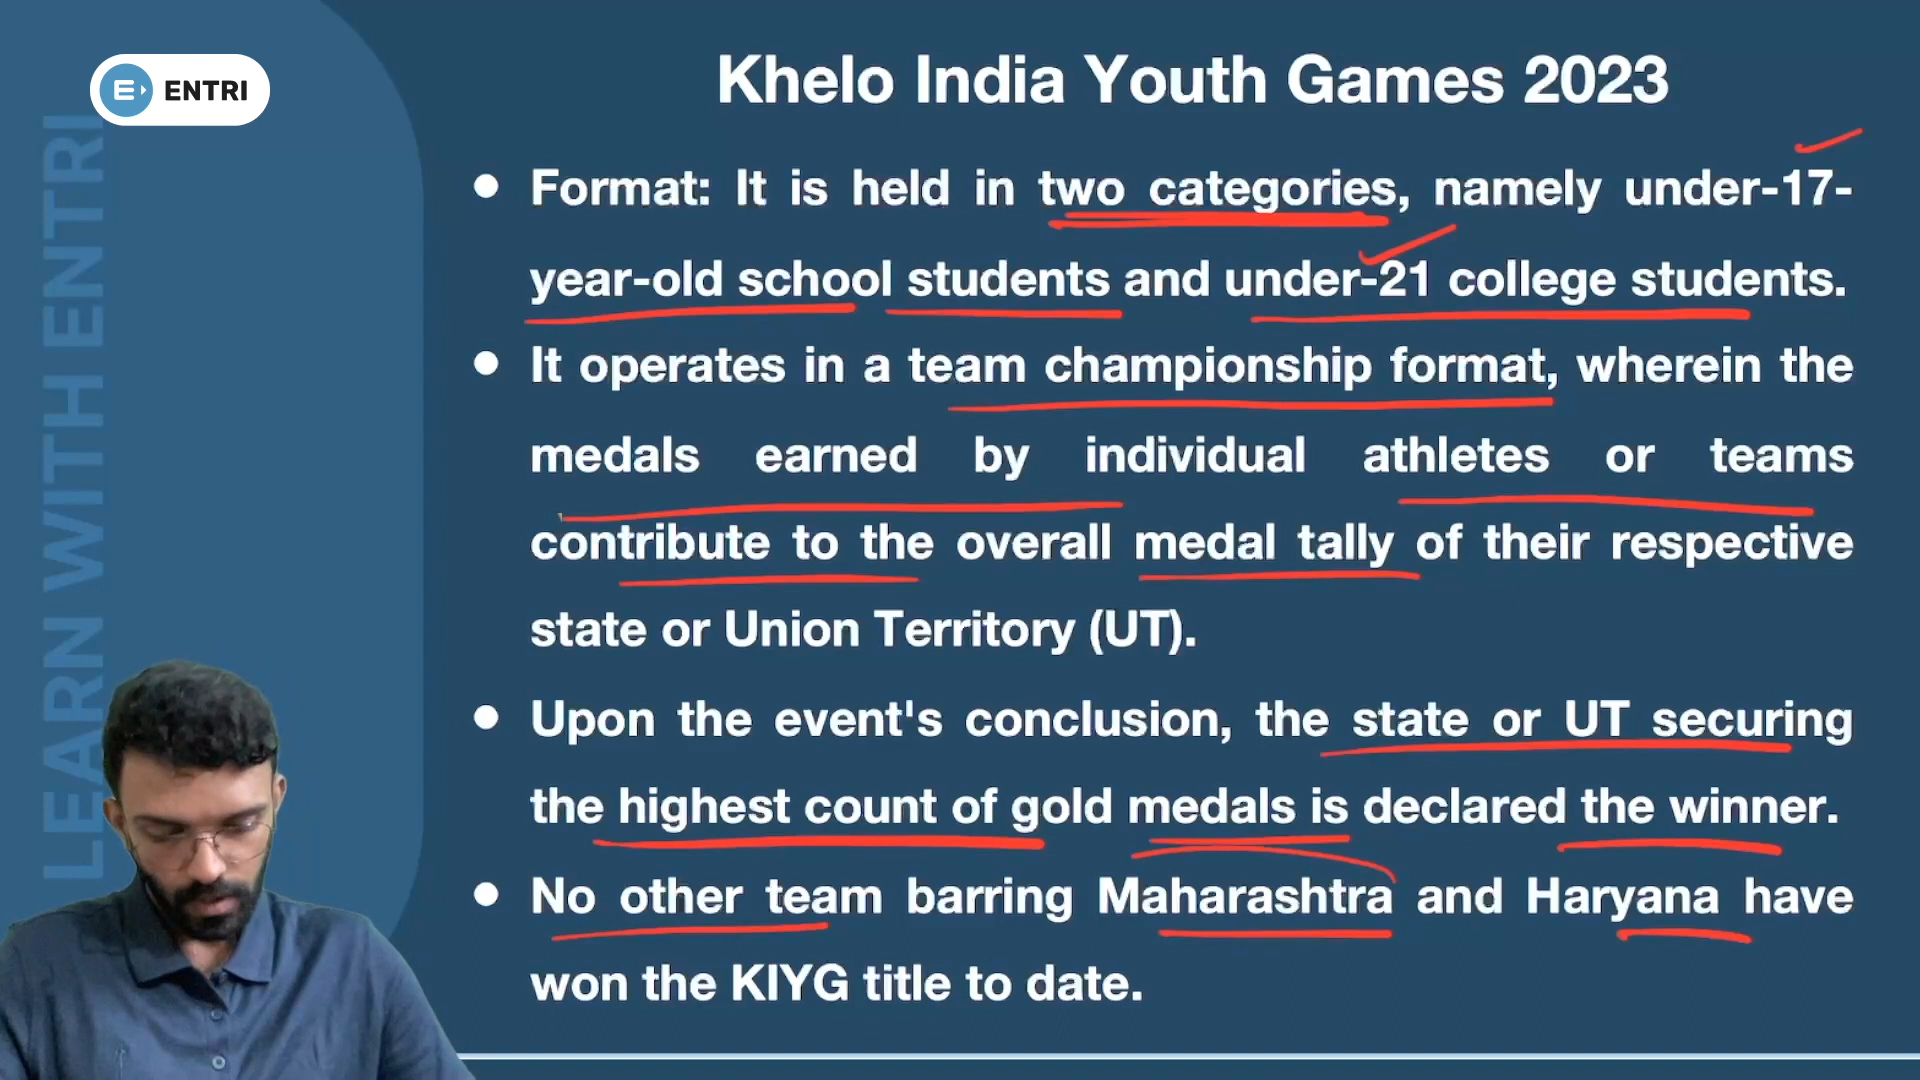 ENTRI
LEARN WITH ENTRI
Khelo India Youth Games 2023
• Format: It is held in two categories, namely under-17-
year-old school students and under-21 college students.
• It operates in a team championship format, wherein the
medals earned by individual athletes or teams
contribute to the overall medal tally of their respective
state or Union Territory (UT).
• Upon the event's conclusion, the state or UT securing
the highest count of gold medals is declared the winner.
• No other team barring Maharashtra and Haryana have
won the KIYG title to date.